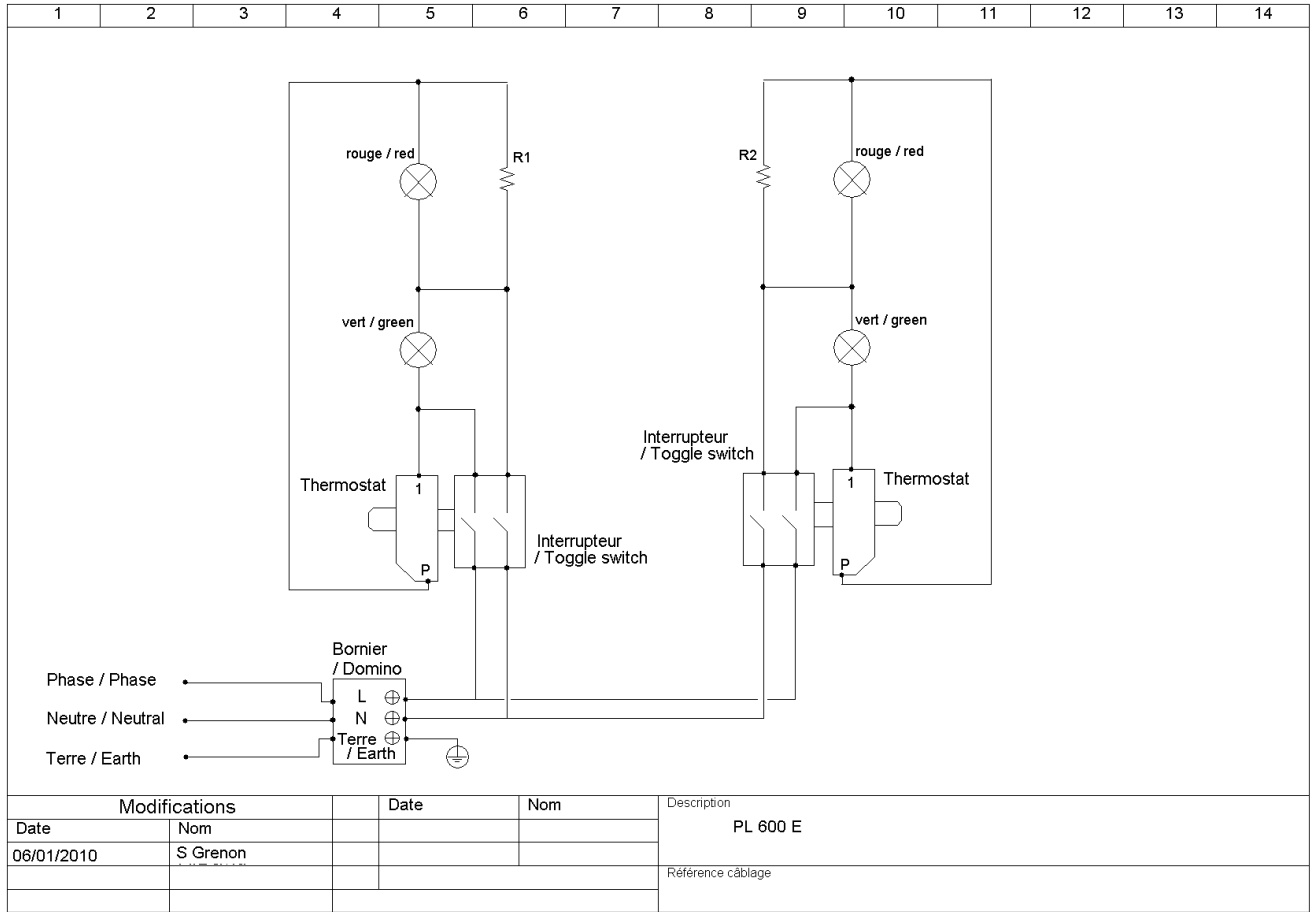 1 2 3 4 5 6 7 8 9 10 11 12 13 14
rouge / red
R1
R2
rouge / red
vert / green
vert / green
Interrupteur
/ Toggle switch
Thermostat
1
1
Thermostat
Interrupteur
/ Toggle switch
P
P
Bornier
/ Domino
Phase / Phase
L
Neutre / Neutral
N
Terre / Earth
Terre
/ Earth
Modifications
Date
Nom
Description
Date
Nom
PL 600 E
06/01/2010
S Grenon
Référence câblage